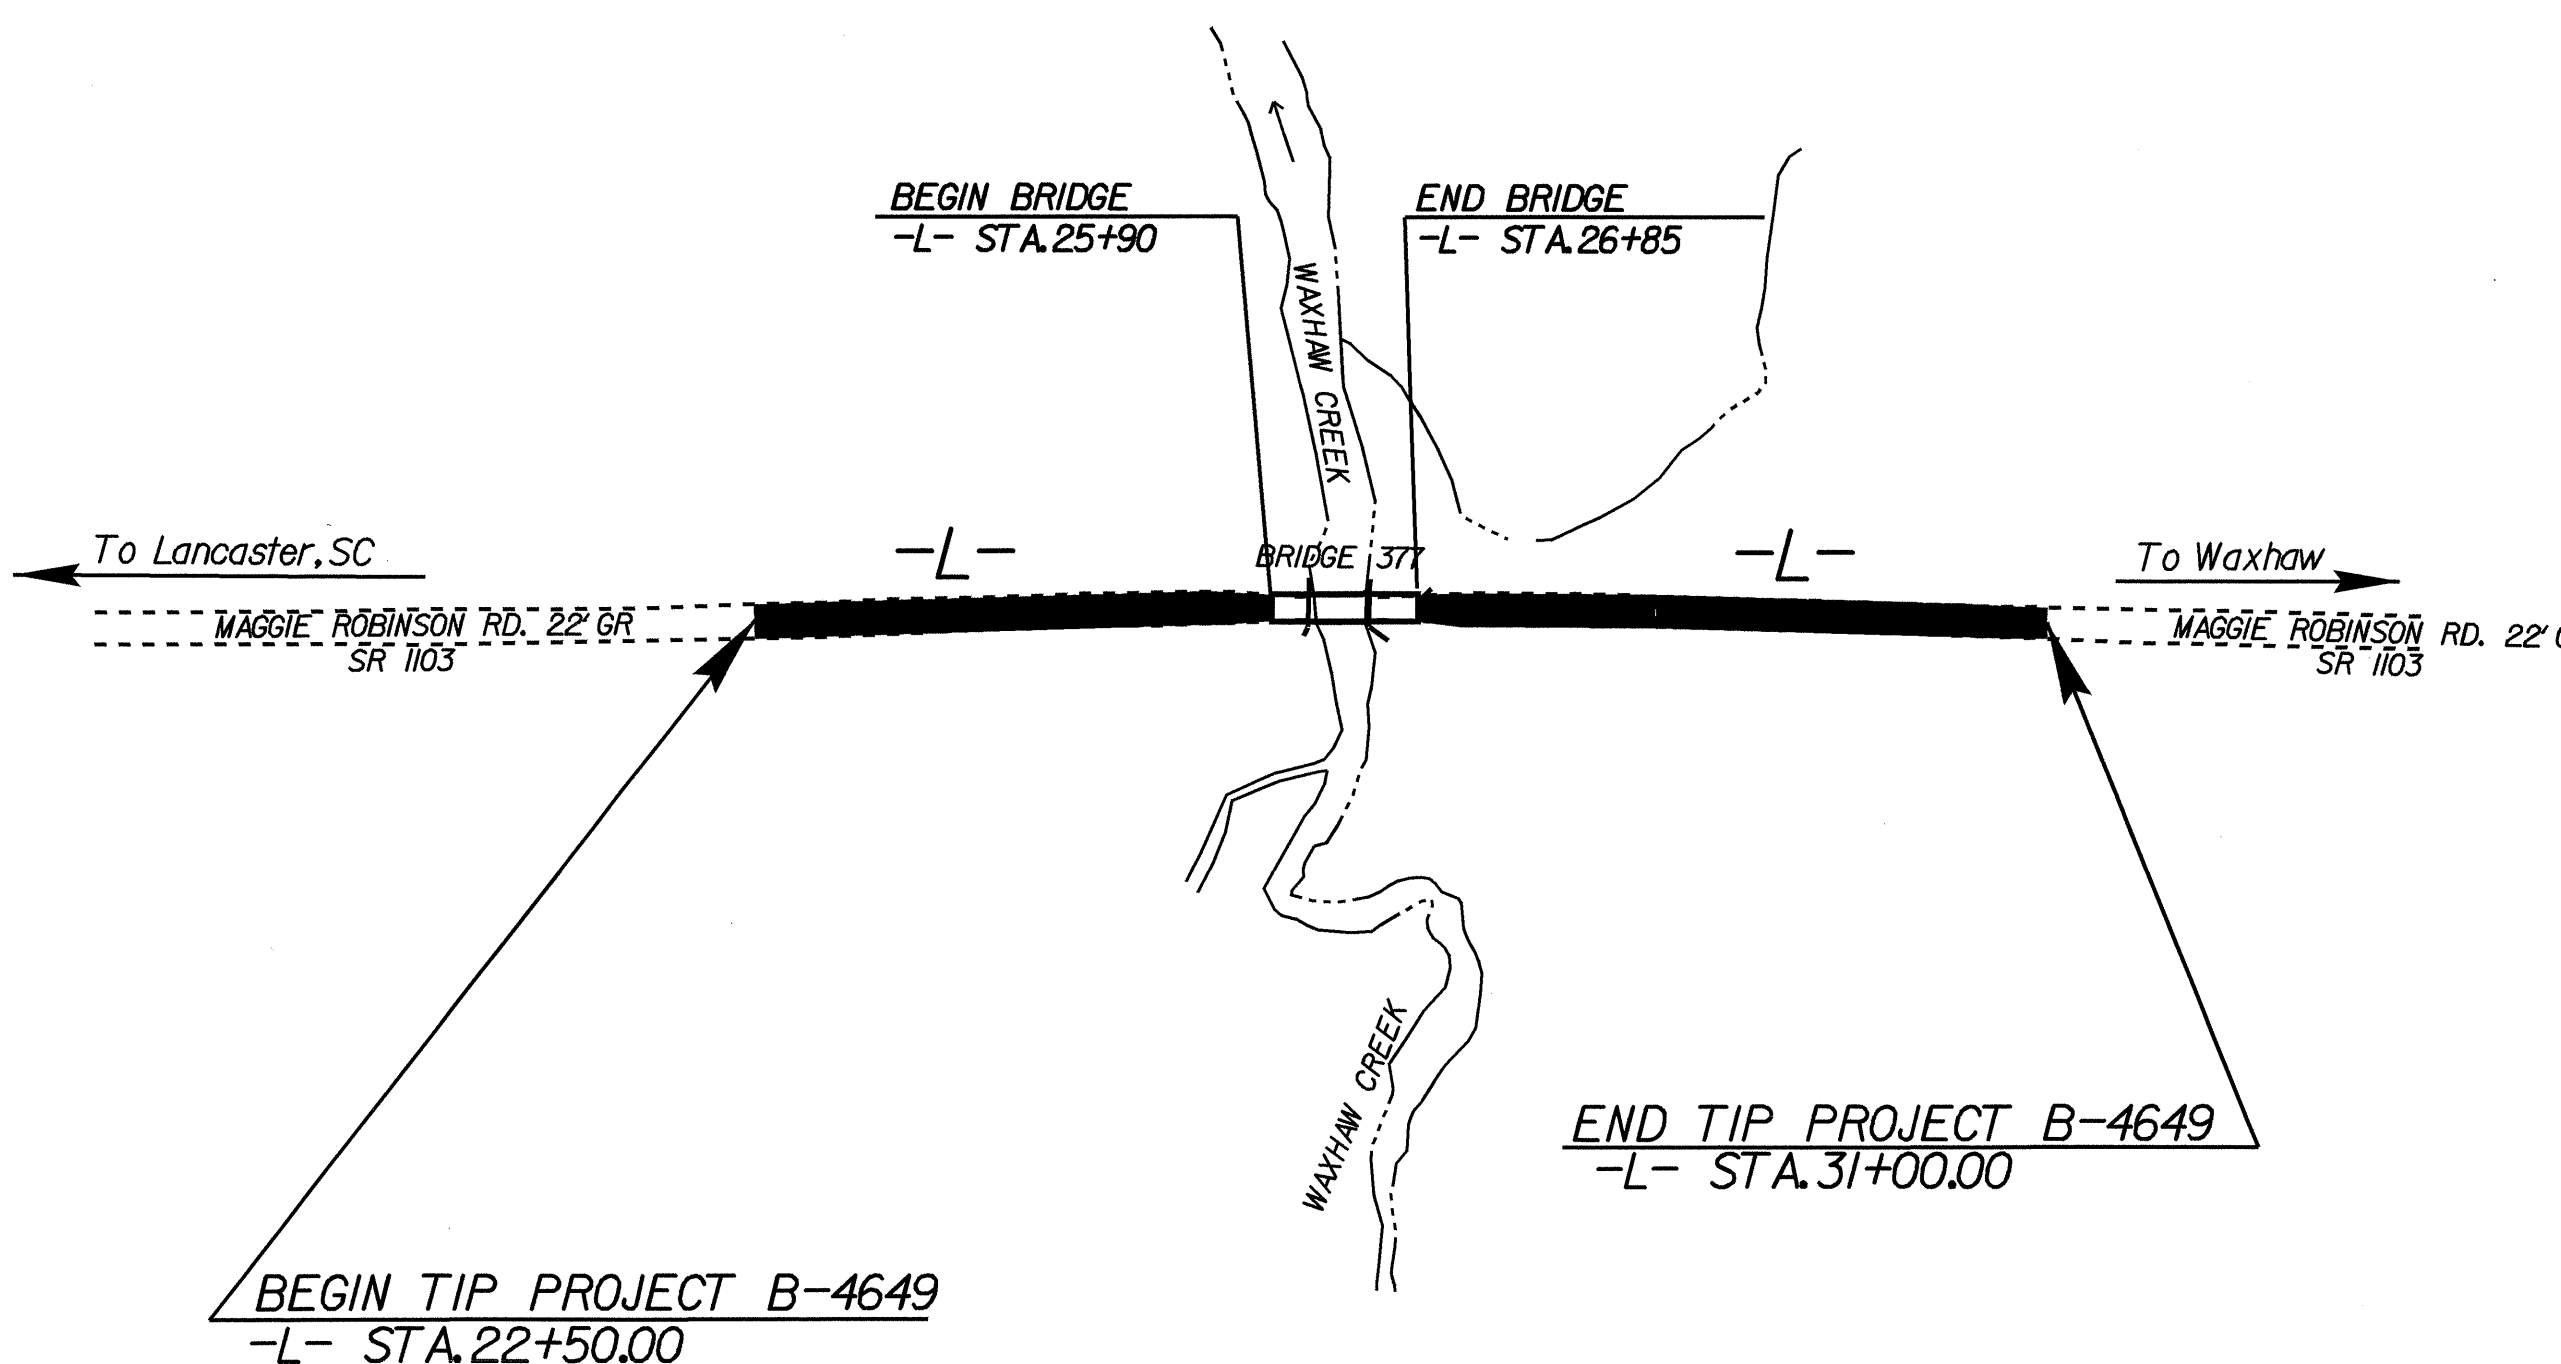 BEGIN BRIDGE
-L- STA.25+90
END BRIDGE
-L- STA.26+85
WAXHAW CREEK
To Lancaster, SC
-L-
BRIDGE 377
-L-
To Waxhaw
MAGGIE ROBINSON RD. 22' GR
SR 1103
MAGGIE ROBINSON RD. 22'
SR 1103
WAXHAW CREEK
END TIP PROJECT B-4649
-L- STA.31+00.00
BEGIN TIP PROJECT B-4649
-L- STA.22+50.00